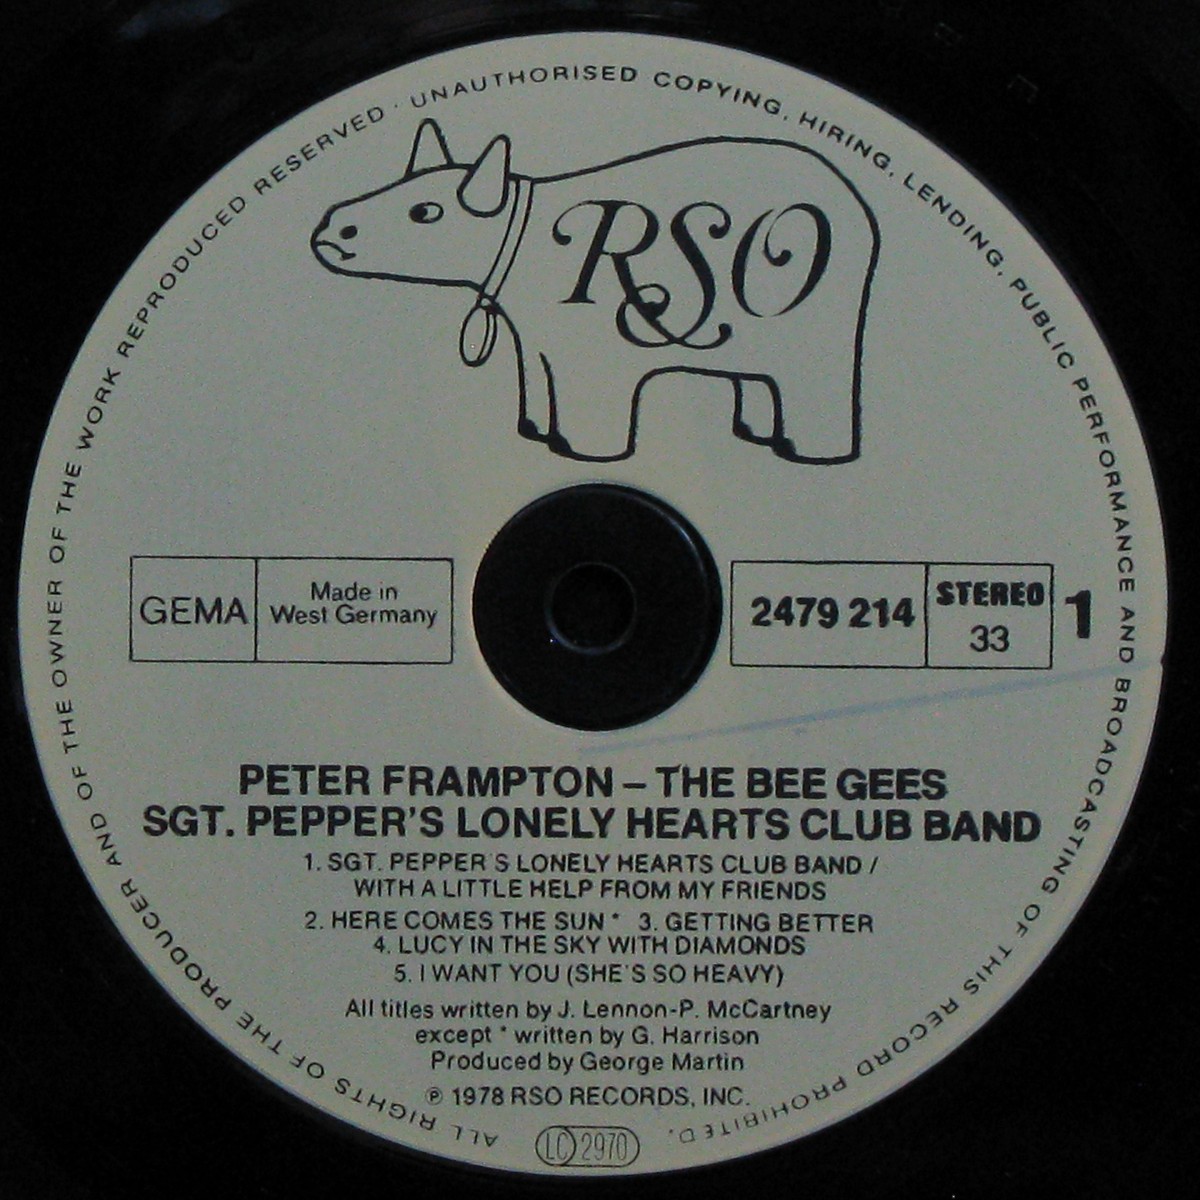 ALL RIGHTS OF THE PRODUCER AND OF THE OWNER OF THE WORK REPRODUCED RESERVED · UNAUTHORISED COPYING, HIRING, LENDING, PUBLIC PERFORMANCE AND BROADCASTING OF THIS RECORD PROHIBITED.
RSO
GEMA
Made in
West Germany
2479 214
STEREO
33
1
PETER FRAMPTON – THE BEE GEES
SGT. PEPPER'S LONELY HEARTS CLUB BAND
1. SGT. PEPPER'S LONELY HEARTS CLUB BAND /
WITH A LITTLE HELP FROM MY FRIENDS
2. HERE COMES THE SUN * 3. GETTING BETTER
4. LUCY IN THE SKY WITH DIAMONDS
5. I WANT YOU (SHE'S SO HEAVY)
All titles written by J. Lennon-P. McCartney
except * written by G. Harrison
Produced by George Martin
℗ 1978 RSO RECORDS, INC.
LC 2970